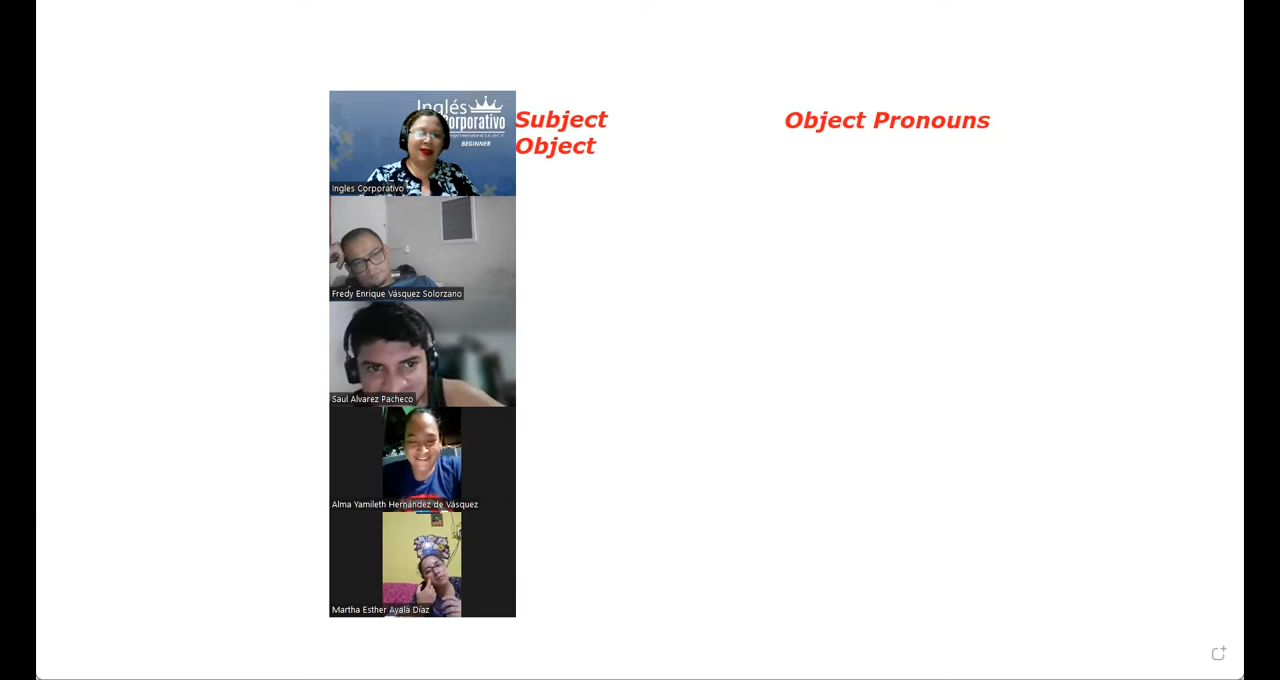 Inglés
Corporativo
BEGINNER
Ingles Corporativo
Subject
Object
Object Pronouns
Fredy Enrique Vásquez Solorzano
Saul Alvarez Pacheco
Alma Yamileth Hernández de Vásquez
Martha Esther Ayala Díaz